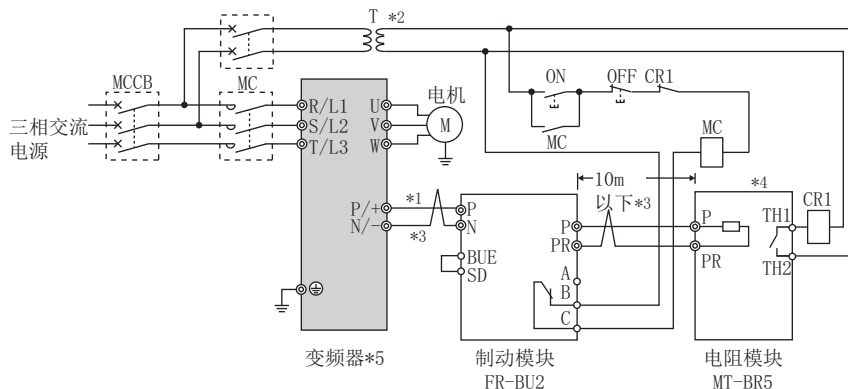 T *2
MCCB
MC
三相交流
电源
R/L1
S/L2
T/L3
U
V
W
电机
M
P/+
N/−
*1
*3
ON
OFF
CR1
MC
MC
10m
以下*3
*4
P
N
BUE
SD
P
PR
A
B
C
P
PR
TH1
TH2
CR1
变频器*5
制动模块
FR-BU2
电阻模块
MT-BR5